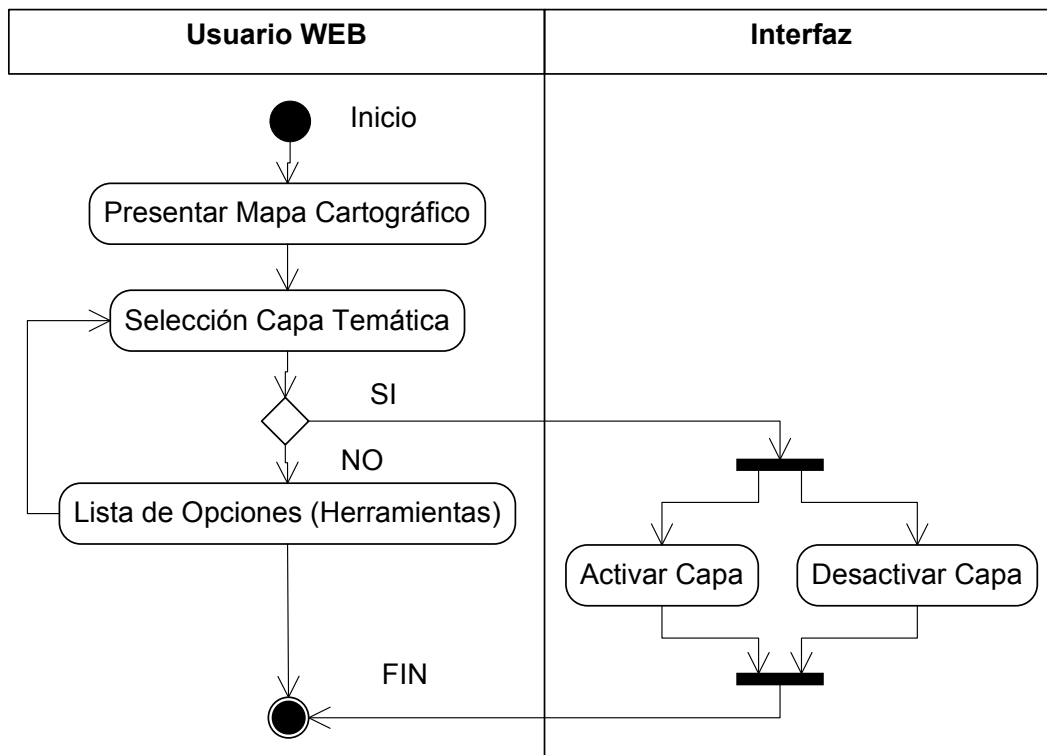 Usuario WEB
Interfaz
Inicio
Presentar Mapa Cartográfico
Selección Capa Temática
SI
NO
Lista de Opciones (Herramientas)
Activar Capa
Desactivar Capa
FIN